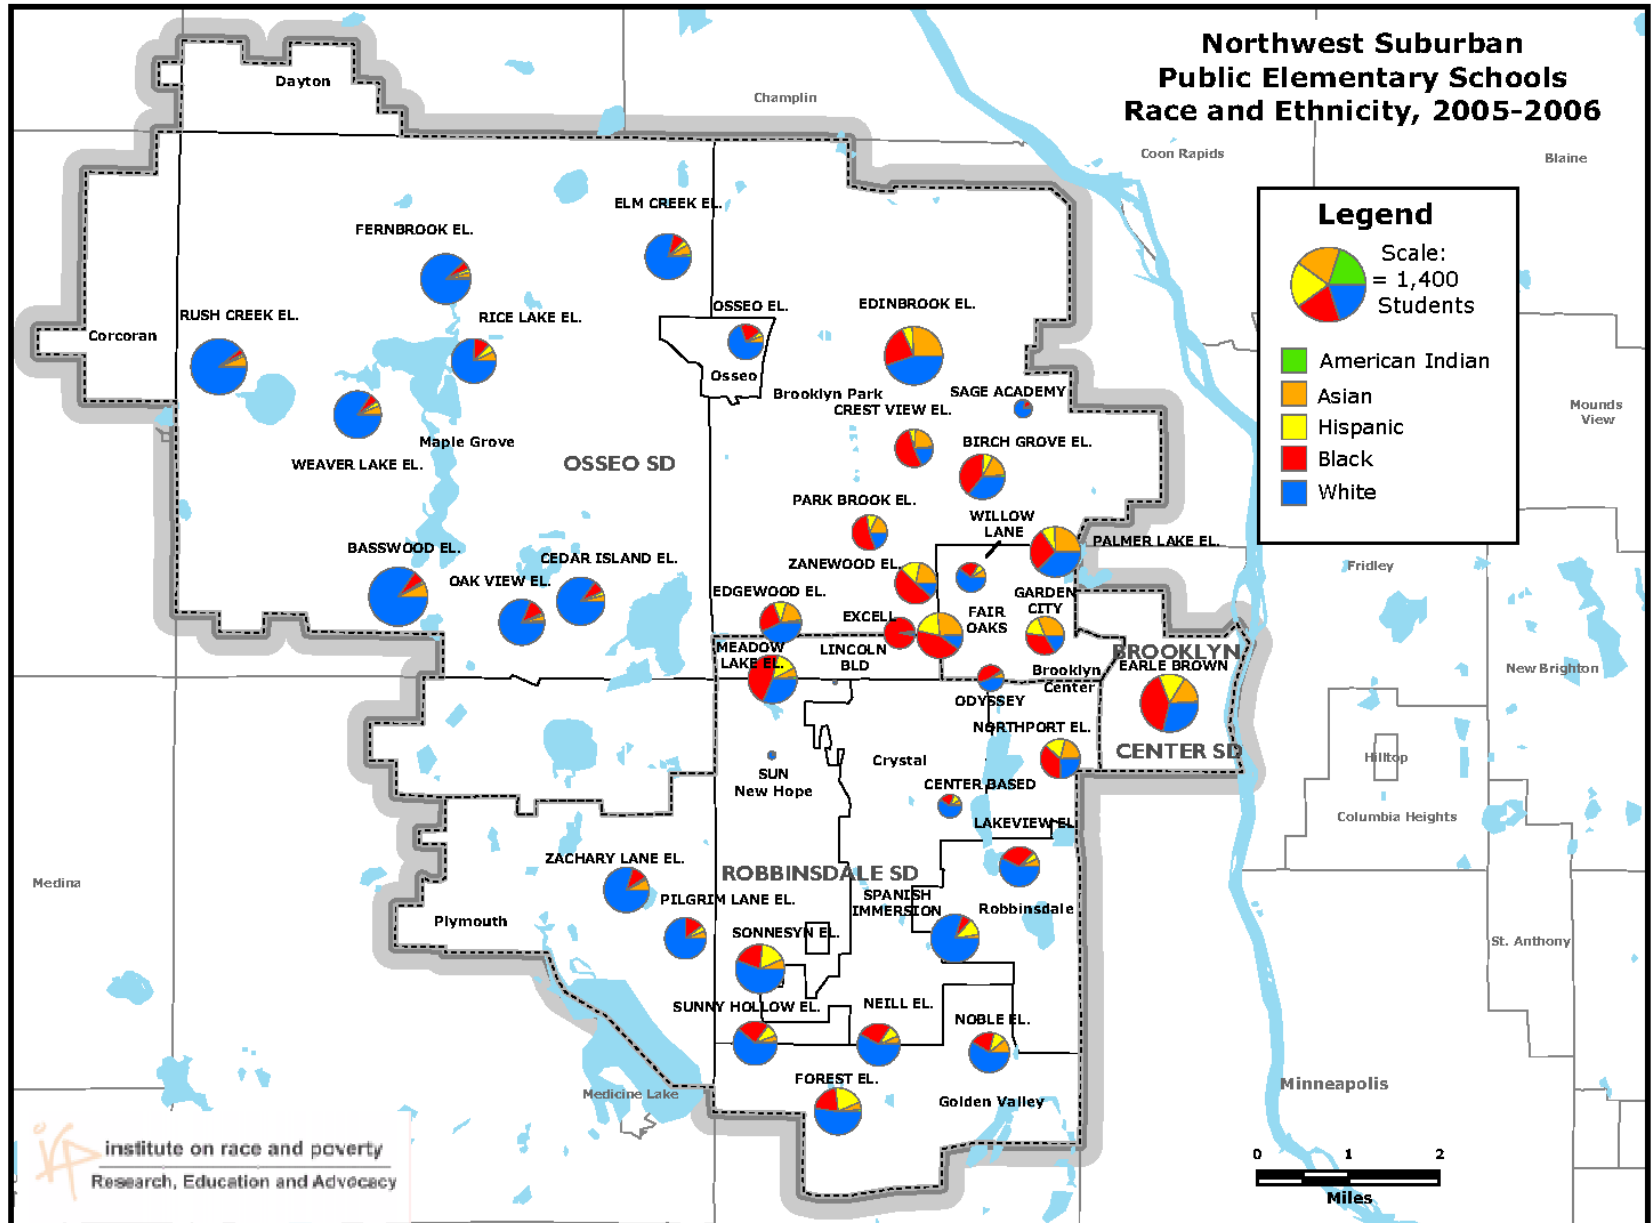 Northwest Suburban
Public Elementary Schools
Race and Ethnicity, 2005-2006
Dayton
Champlin
Coon Rapids
Blaine
Legend
Scale:
= 1,400
Students
American Indian
Asian
Hispanic
Black
White
ELM CREEK EL.
FERNBROOK EL.
RUSH CREEK EL.
RICE LAKE EL.
OSSEO EL.
EDINBROOK EL.
Corcoran
Osseo
Brooklyn Park
SAGE ACADEMY
CREST VIEW EL.
Mounds
View
Maple Grove
BIRCH GROVE EL.
WEAVER LAKE EL.
OSSEO SD
PARK BROOK EL.
WILLOW
LANE
PALMER LAKE EL.
BASSWOOD EL.
CEDAR ISLAND EL.
OAK VIEW EL.
ZANEWOOD EL.
Fridley
EDGEWOOD EL.
GARDEN
CITY
EXCELL
FAIR
OAKS
MEADOW
LAKE EL.
LINCOLN
BLD
BROOKLYN
EARLE BROWN
Brooklyn
Center
New Brighton
ODYSSEY
NORTHPORT EL.
CENTER SD
Crystal
Hilltop
SUN
New Hope
CENTER BASED
LAKEVIEW EL.
Columbia Heights
ZACHARY LANE EL.
ROBBINSDALE SD
Medina
PILGRIM LANE EL.
SPANISH
IMMERSION
Robbinsdale
Plymouth
SONNESYN EL.
St. Anthony
SUNNY HOLLOW EL.
NEILL EL.
NOBLE EL.
FOREST EL.
Medicine Lake
Golden Valley
Minneapolis
institute on race and poverty
Research, Education and Advocacy
0 1 2
Miles